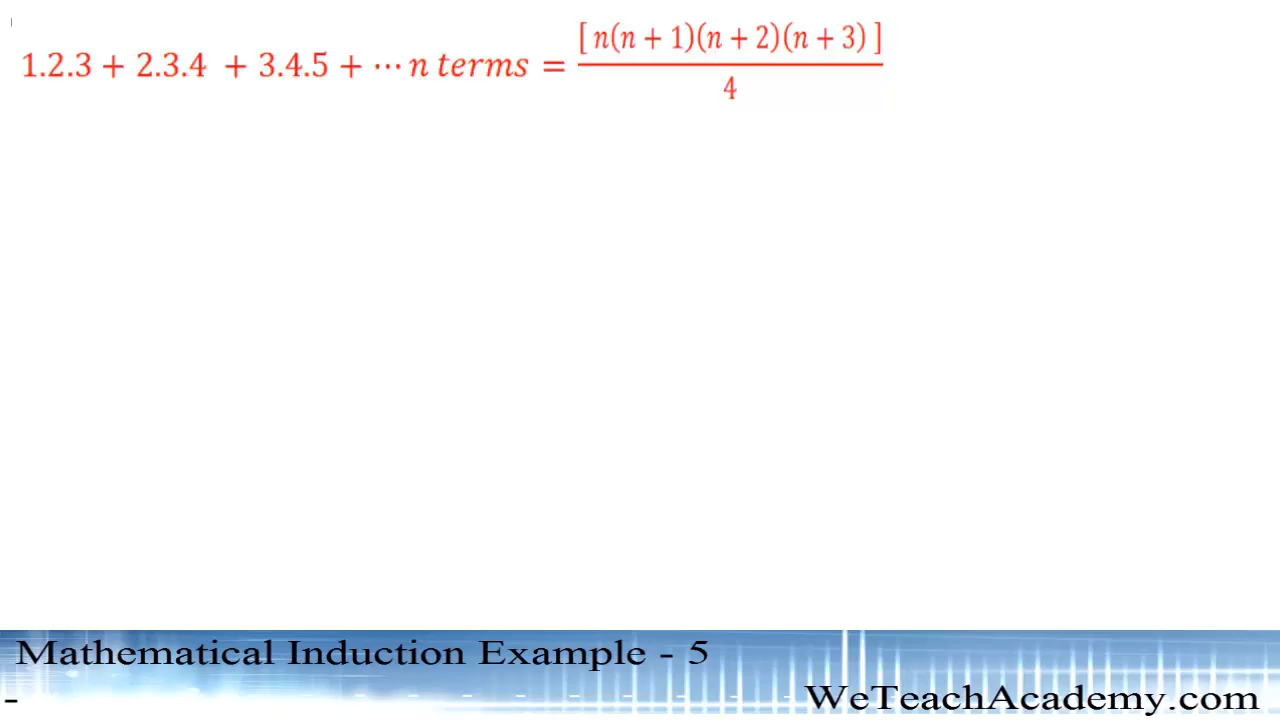 1.2.3 + 2.3.4 + 3.4.5 + ⋯ n terms = [ n(n + 1)(n + 2)(n + 3) ] / 4
Mathematical Induction Example - 5
WeTeachAcademy.com